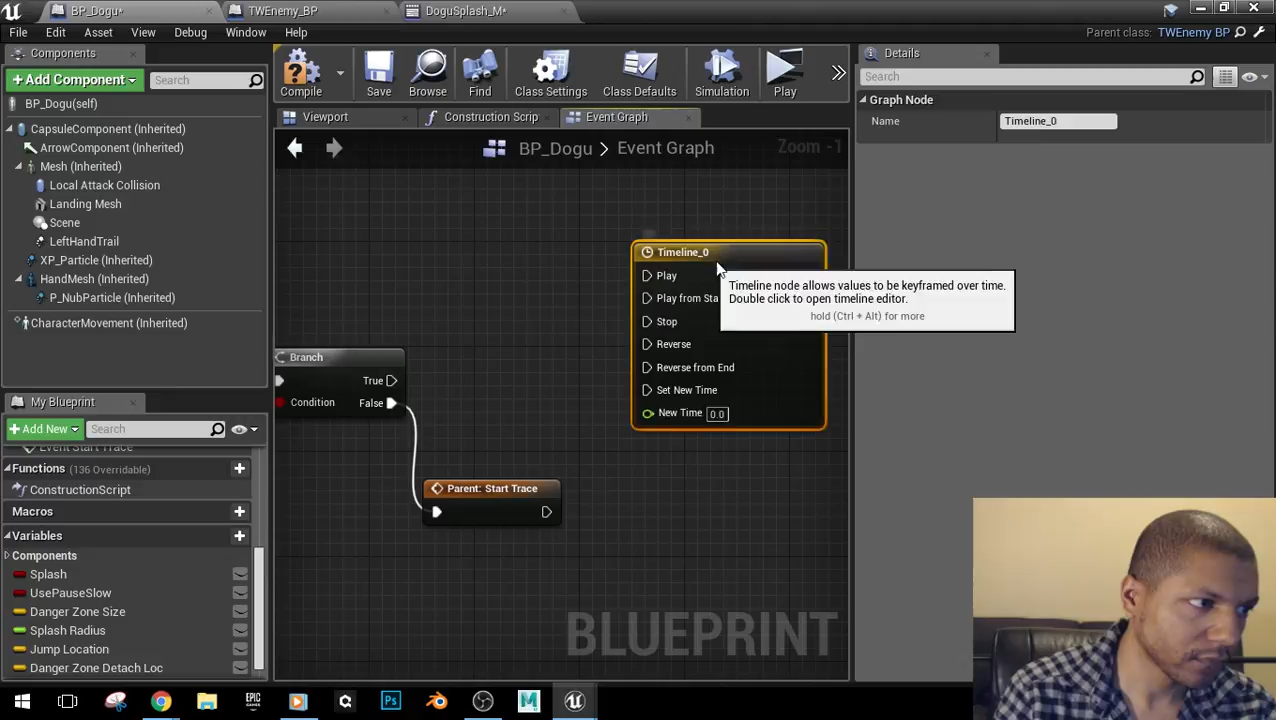 BP_Dogu*
TWEnemy_BP
DoguSplash_M*
File Edit Asset View Debug Window Help
Parent class: TWEnemy BP
Components
+Add Component
Search
BP_Dogu(self)
CapsuleComponent (Inherited)
ArrowComponent (Inherited)
Mesh (Inherited)
Local Attack Collision
Landing Mesh
Scene
LeftHandTrail
XP_Particle (Inherited)
HandMesh (Inherited)
P_NubParticle (Inherited)
CharacterMovement (Inherited)
My Blueprint
+Add New
Search
Event Start Trace
Functions (136 Overridable)
ConstructionScript
Macros
Variables
Components
Splash
UsePauseSlow
Danger Zone Size
Splash Radius
Jump Location
Danger Zone Detach Loc
Compile Save Browse Find Class Settings Class Defaults Simulation Play
Viewport
Construction Scrip
Event Graph
BP_Dogu > Event Graph
Zoom -1
Branch
True
Condition False
Parent: Start Trace
Timeline_0
Play
Play from Sta
Stop
Reverse
Reverse from End
Set New Time
New Time 0.0
Timeline node allows values to be keyframed over time.
Double click to open timeline editor.
hold (Ctrl + Alt) for more
BLUEPRINT
Details
Search
Graph Node
Name Timeline_0
EPIC
GAMES
Ps
M